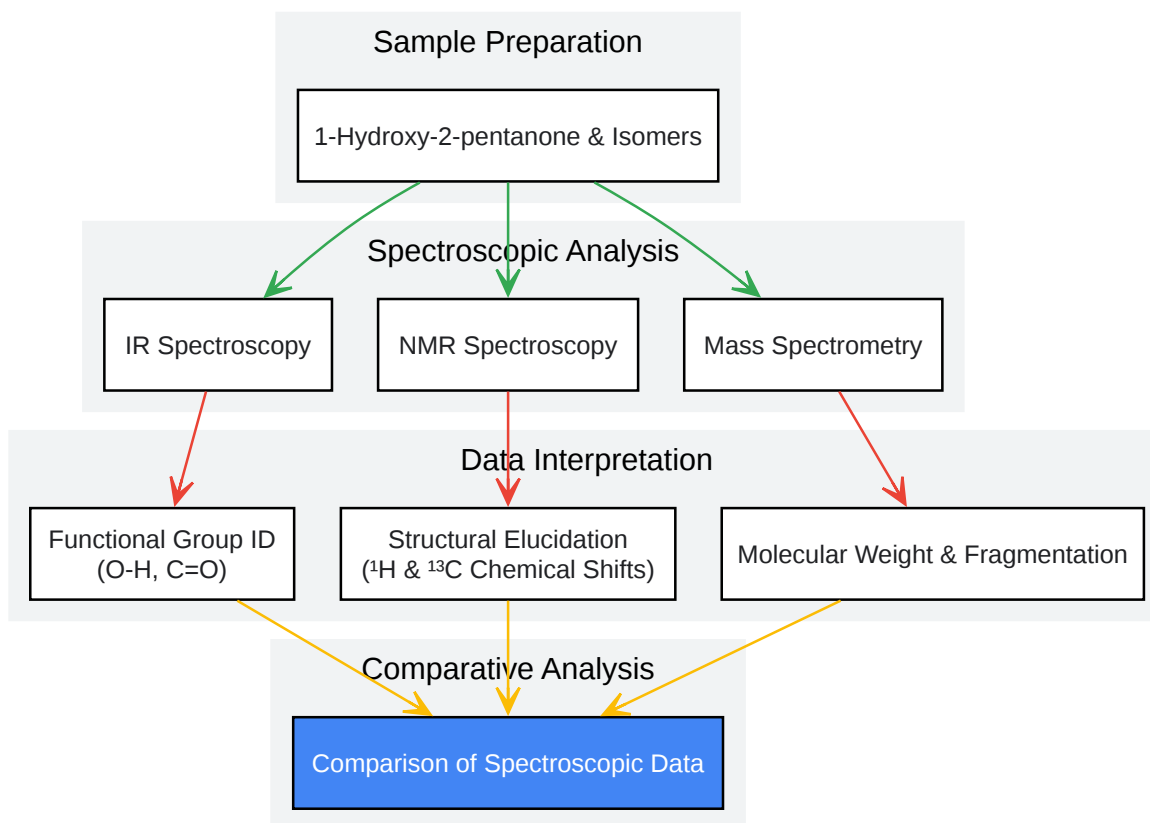 Sample Preparation
1-Hydroxy-2-pentanone & Isomers
Spectroscopic Analysis
IR Spectroscopy
NMR Spectroscopy
Mass Spectrometry
Data Interpretation
Functional Group ID
(O-H, C=O)
Structural Elucidation
(¹H & ¹³C Chemical Shifts)
Molecular Weight & Fragmentation
Comparative Analysis
Comparison of Spectroscopic Data